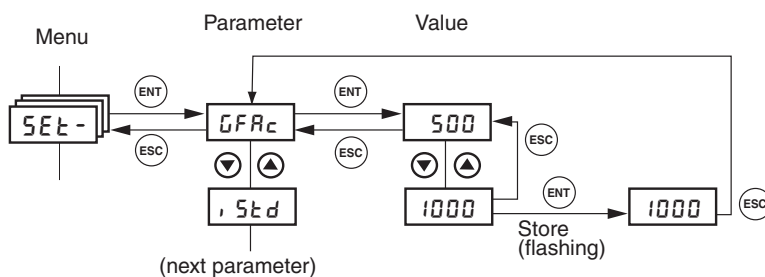 Parameter Value
Menu
ENT ENT
SEt- GFAc 500
ESC ESC ESC
ENT
iStd 1000 1000 ESC
Store
(flashing)
(next parameter)